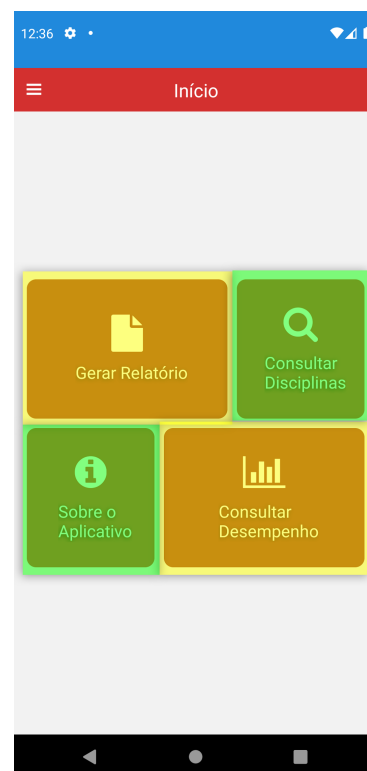 12:36
Início
Gerar Relatório
Consultar
Disciplinas
Sobre o
Aplicativo
Consultar
Desempenho